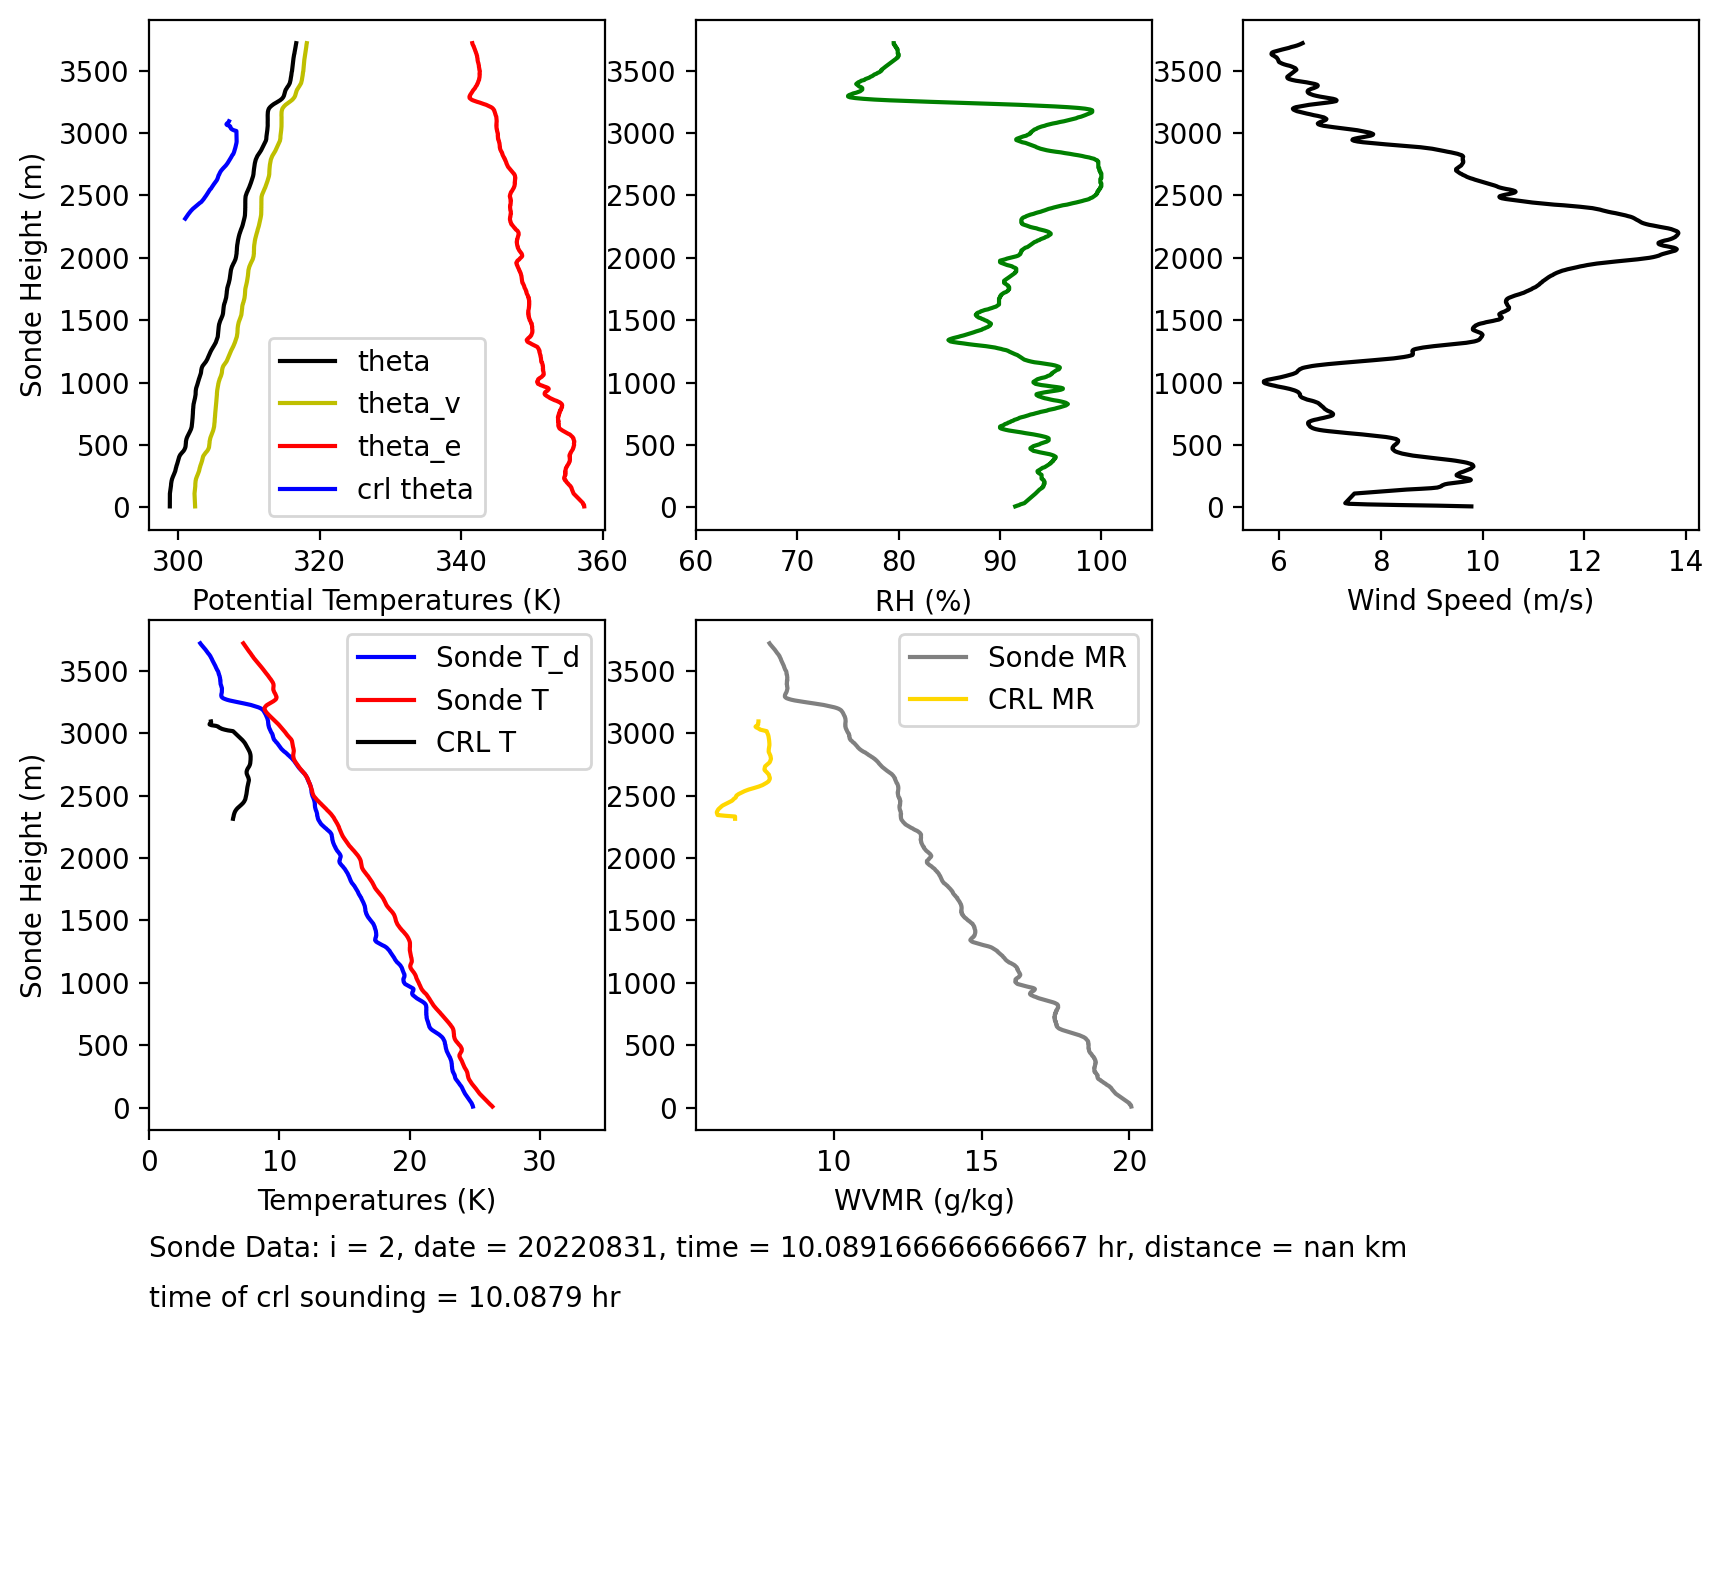 Sonde Height (m)
3500
3000
2500
2000
1500
1000
500
0
theta
theta_v
theta_e
crl theta
300 320 340 360
Potential Temperatures (K)
3500
3000
2500
2000
1500
1000
500
0
60 70 80 90 100
RH (%)
3500
3000
2500
2000
1500
1000
500
0
6 8 10 12 14
Wind Speed (m/s)
Sonde Height (m)
3500
3000
2500
2000
1500
1000
500
0
Sonde T_d
Sonde T
CRL T
0 10 20 30
Temperatures (K)
3500
3000
2500
2000
1500
1000
500
0
Sonde MR
CRL MR
10 15 20
WVMR (g/kg)
Sonde Data: i = 2, date = 20220831, time = 10.089166666666667 hr, distance = nan km
time of crl sounding = 10.0879 hr